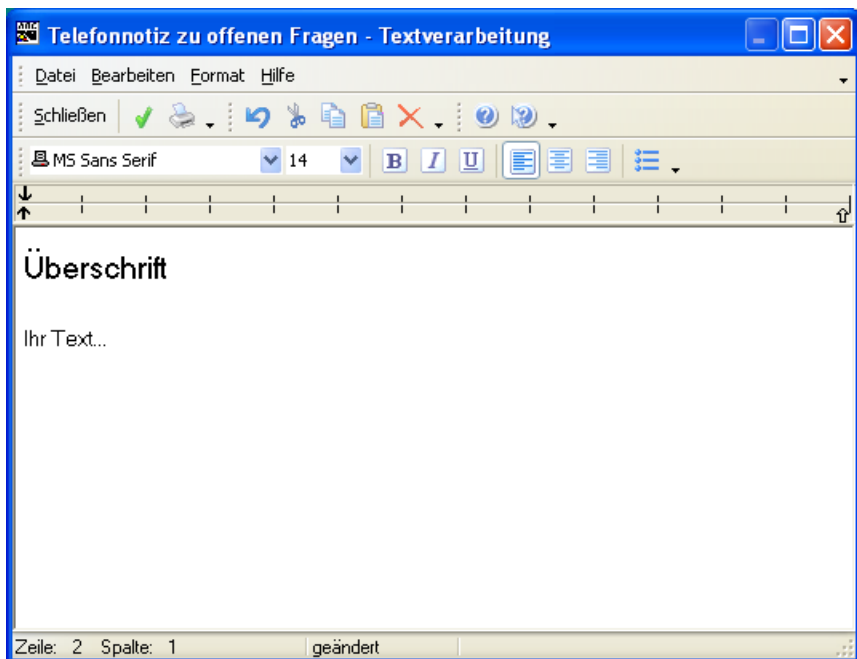 Telefonnotiz zu offenen Fragen - Textverarbeitung
Datei Bearbeiten Format Hilfe
Schließen
MS Sans Serif 14 B I U
Überschrift
Ihr Text...
Zeile: 2 Spalte: 1 geändert